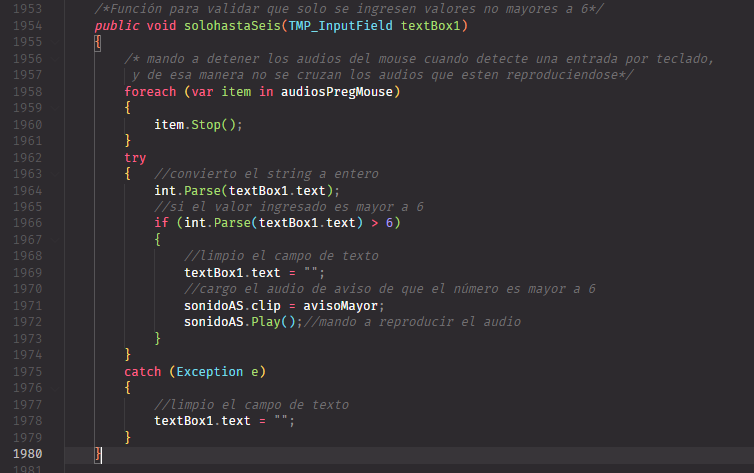 1953 /*Función para validar que solo se ingresen valores no mayores a 6*/
1954 public void solohastaSeis(TMP_InputField textBox1)
1955 {
1956 /* mando a detener los audios del mouse cuando detecte una entrada por teclado,
1957 y de esa manera no se cruzan los audios que esten reproduciendose*/
1958 foreach (var item in audiosPregMouse)
1959 {
1960 item.Stop();
1961 }
1962 try
1963 { //convierto el string a entero
1964 int.Parse(textBox1.text);
1965 //si el valor ingresado es mayor a 6
1966 if (int.Parse(textBox1.text) > 6)
1967 {
1968 //limpio el campo de texto
1969 textBox1.text = "";
1970 //cargo el audio de aviso de que el número es mayor a 6
1971 sonidoAS.clip = avisoMayor;
1972 sonidoAS.Play();//mando a reproducir el audio
1973 }
1974 }
1975 catch (Exception e)
1976 {
1977 //limpio el campo de texto
1978 textBox1.text = "";
1979 }
1980 }
1981